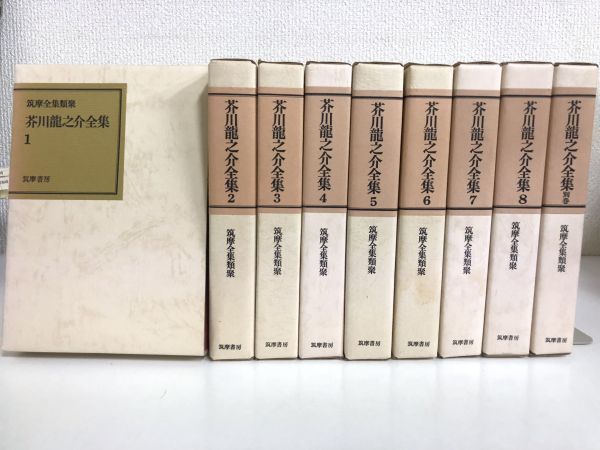 筑摩全集類聚
芥川龍之介全集
1
筑摩書房
芥川龍之介全集2
筑摩全集類聚
筑摩書房
芥川龍之介全集3
筑摩全集類聚
筑摩書房
芥川龍之介全集4
筑摩全集類聚
筑摩書房
芥川龍之介全集5
筑摩全集類聚
筑摩書房
芥川龍之介全集6
筑摩全集類聚
筑摩書房
芥川龍之介全集7
筑摩全集類聚
筑摩書房
芥川龍之介全集8
筑摩全集類聚
筑摩書房
芥川龍之介全集別巻
筑摩全集類聚
筑摩書房